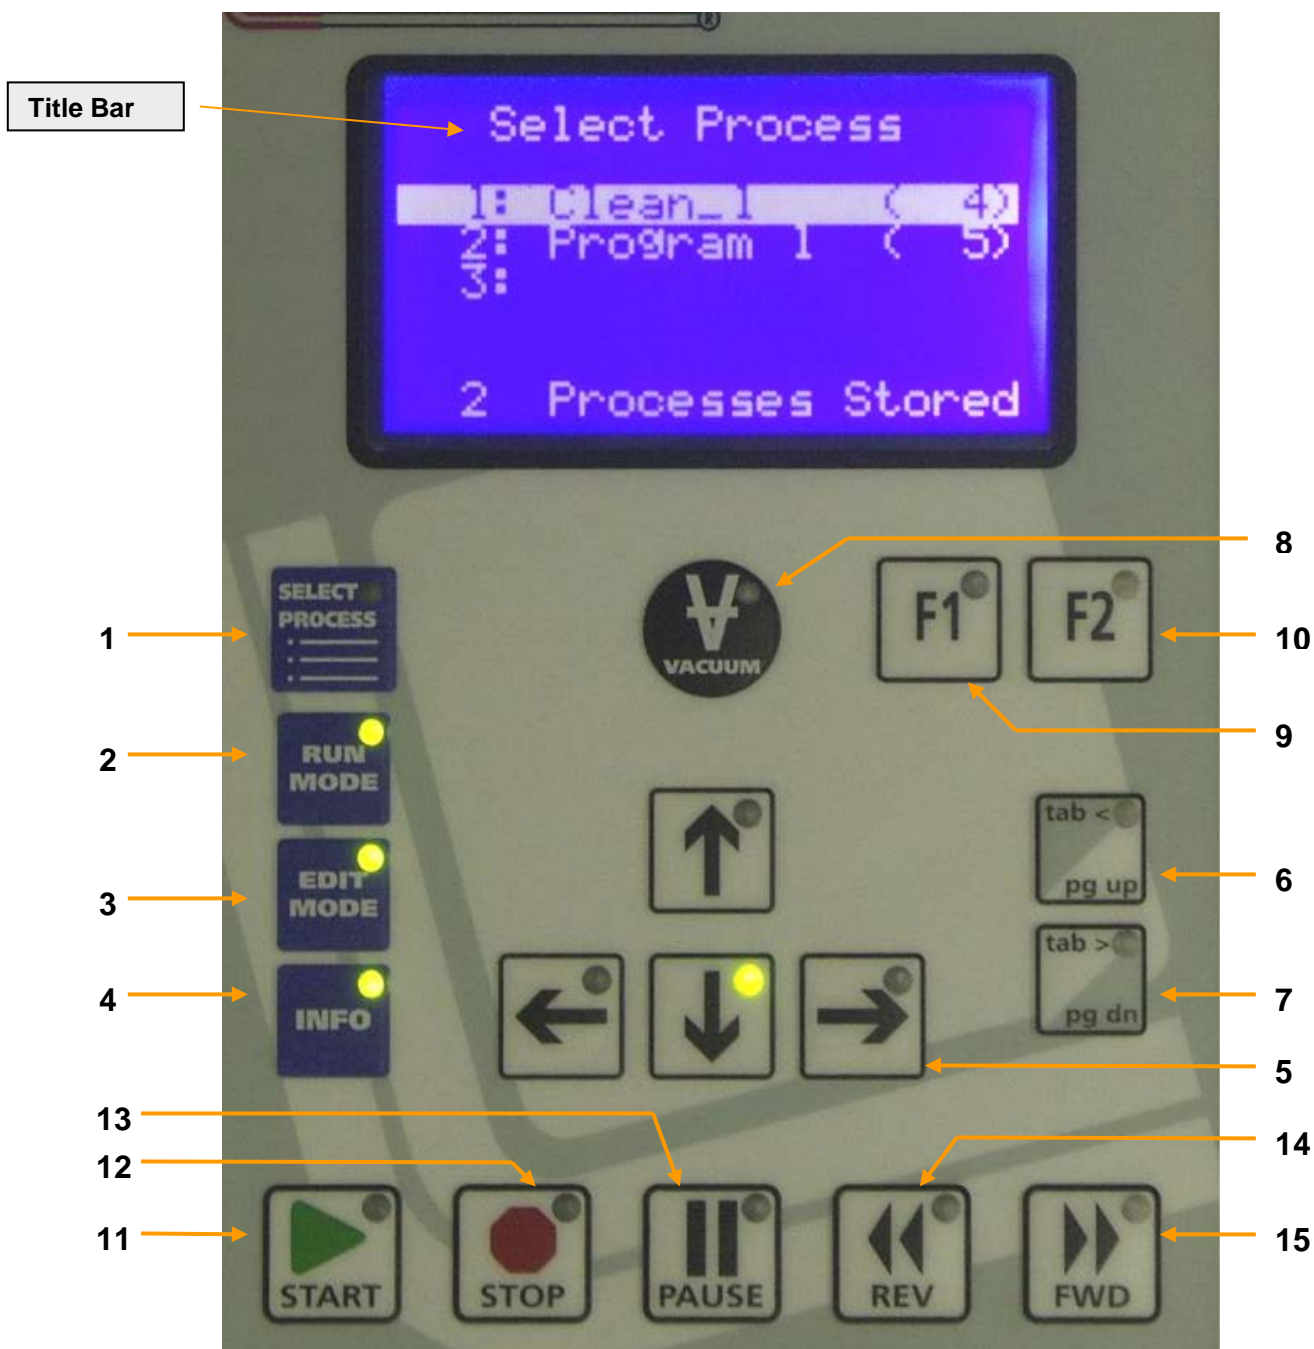 ®
Title Bar
Select Process
1: Clean_1 ( 4)
2: Program 1 ( 5)
3:
2 Processes Stored
8
SELECT
PROCESS
1
VACUUM
F1
F2
10
9
RUN
MODE
2
tab <
pg up
6
EDIT
MODE
3
tab >
pg dn
7
INFO
4
5
13
14
12
11
START
STOP
PAUSE
REV
FWD
15